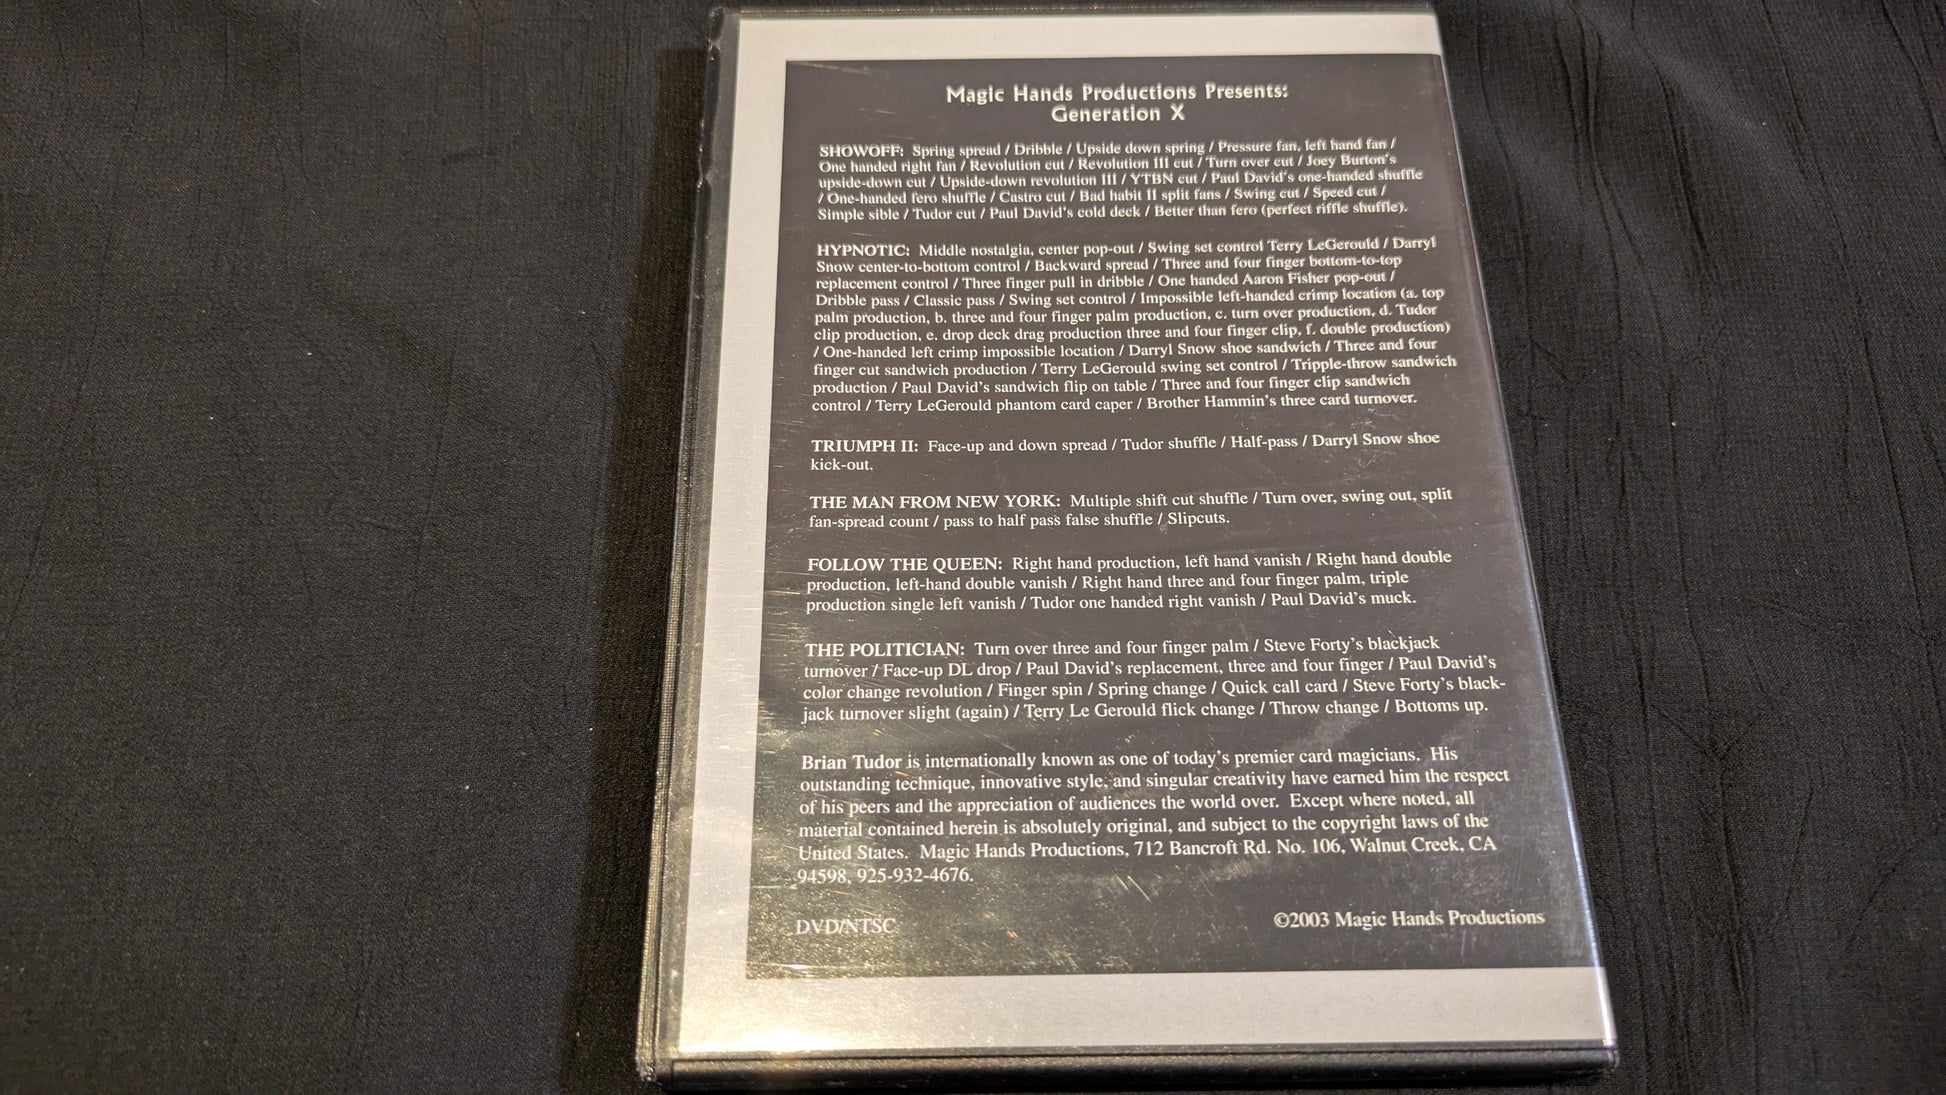 Magic Hands Productions Presents:
Generation X
SHOWOFF: Spring spread / Dribble / Upside down spring / Pressure fan, left hand fan /
One handed right fan / Revolution cut / Revolution III cut / Turn over cut / Joey Burton's
upside-down cut / Upside-down revolution III / YTBN cut / Paul David's one-handed shuffle
/ One-handed fero shuffle / Castro cut / Bad habit II split fans / Swing cut / Speed cut /
Simple sible / Tudor cut / Paul David's cold deck / Better than fero (perfect riffle shuffle).
HYPNOTIC: Middle nostalgia, center pop-out / Swing set control Terry LeGerould / Darryl
Snow center-to-bottom control / Backward spread / Three and four finger bottom-to-top
replacement control / Three finger pull in dribble / One handed Aaron Fisher pop-out /
Dribble pass / Classic pass / Swing set control / Impossible left-handed crimp location (a. top
palm production, b. three and four finger palm production, c. turn over production, d. Tudor
clip production, e. drop deck drag production three and four finger clip, f. double production)
/ One-handed left crimp impossible location / Darryl Snow shoe sandwich / Three and four
finger cut sandwich production / Terry LeGerould swing set control / Tripple-throw sandwich
production / Paul David's sandwich flip on table / Three and four finger clip sandwich
control / Terry LeGerould phantom card caper / Brother Hammin's three card turnover.
TRIUMPH II: Face-up and down spread / Tudor shuffle / Half-pass / Darryl Snow shoe
kick-out.
THE MAN FROM NEW YORK: Multiple shift cut shuffle / Turn over, swing out, split
fan-spread count / pass to half pass false shuffle / Slipcuts.
FOLLOW THE QUEEN: Right hand production, left hand vanish / Right hand double
production, left-hand double vanish / Right hand three and four finger palm, triple
production single left vanish / Tudor one handed right vanish / Paul David's muck.
THE POLITICIAN: Turn over three and four finger palm / Steve Forty's blackjack
turnover / Face-up DL drop / Paul David's replacement, three and four finger / Paul David's
color change revolution / Finger spin / Spring change / Quick call card / Steve Forty's black-
jack turnover slight (again) / Terry Le Gerould flick change / Throw change / Bottoms up.
Brian Tudor is internationally known as one of today's premier card magicians. His
outstanding technique, innovative style, and singular creativity have earned him the respect
of his peers and the appreciation of audiences the world over. Except where noted, all
material contained herein is absolutely original, and subject to the copyright laws of the
United States. Magic Hands Productions, 712 Bancroft Rd. No. 106, Walnut Creek, CA
94598, 925-932-4676.
DVD/NTSC
©2003 Magic Hands Productions